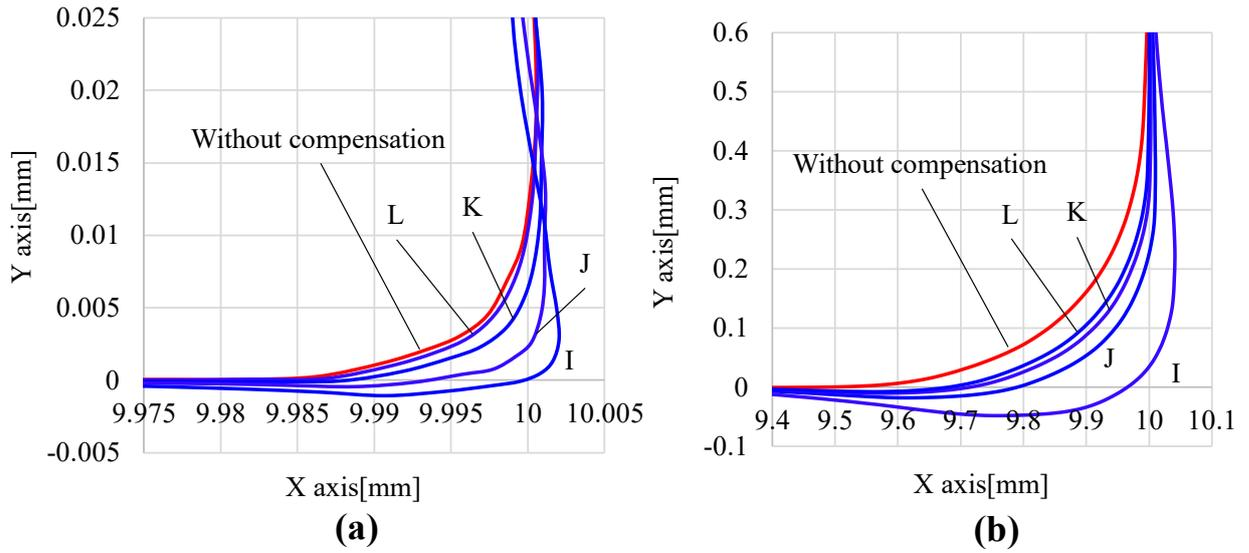 0.025
0.02
0.015
0.01
0.005
0
-0.005
Y axis[mm]
Without compensation
L
K
J
I
9.975 9.98 9.985 9.99 9.995 10 10.005
X axis[mm]
(a)
0.6
0.5
0.4
0.3
0.2
0.1
0
-0.1
Y axis[mm]
Without compensation
L
K
J
I
9.4 9.5 9.6 9.7 9.8 9.9 10 10.1
X axis[mm]
(b)